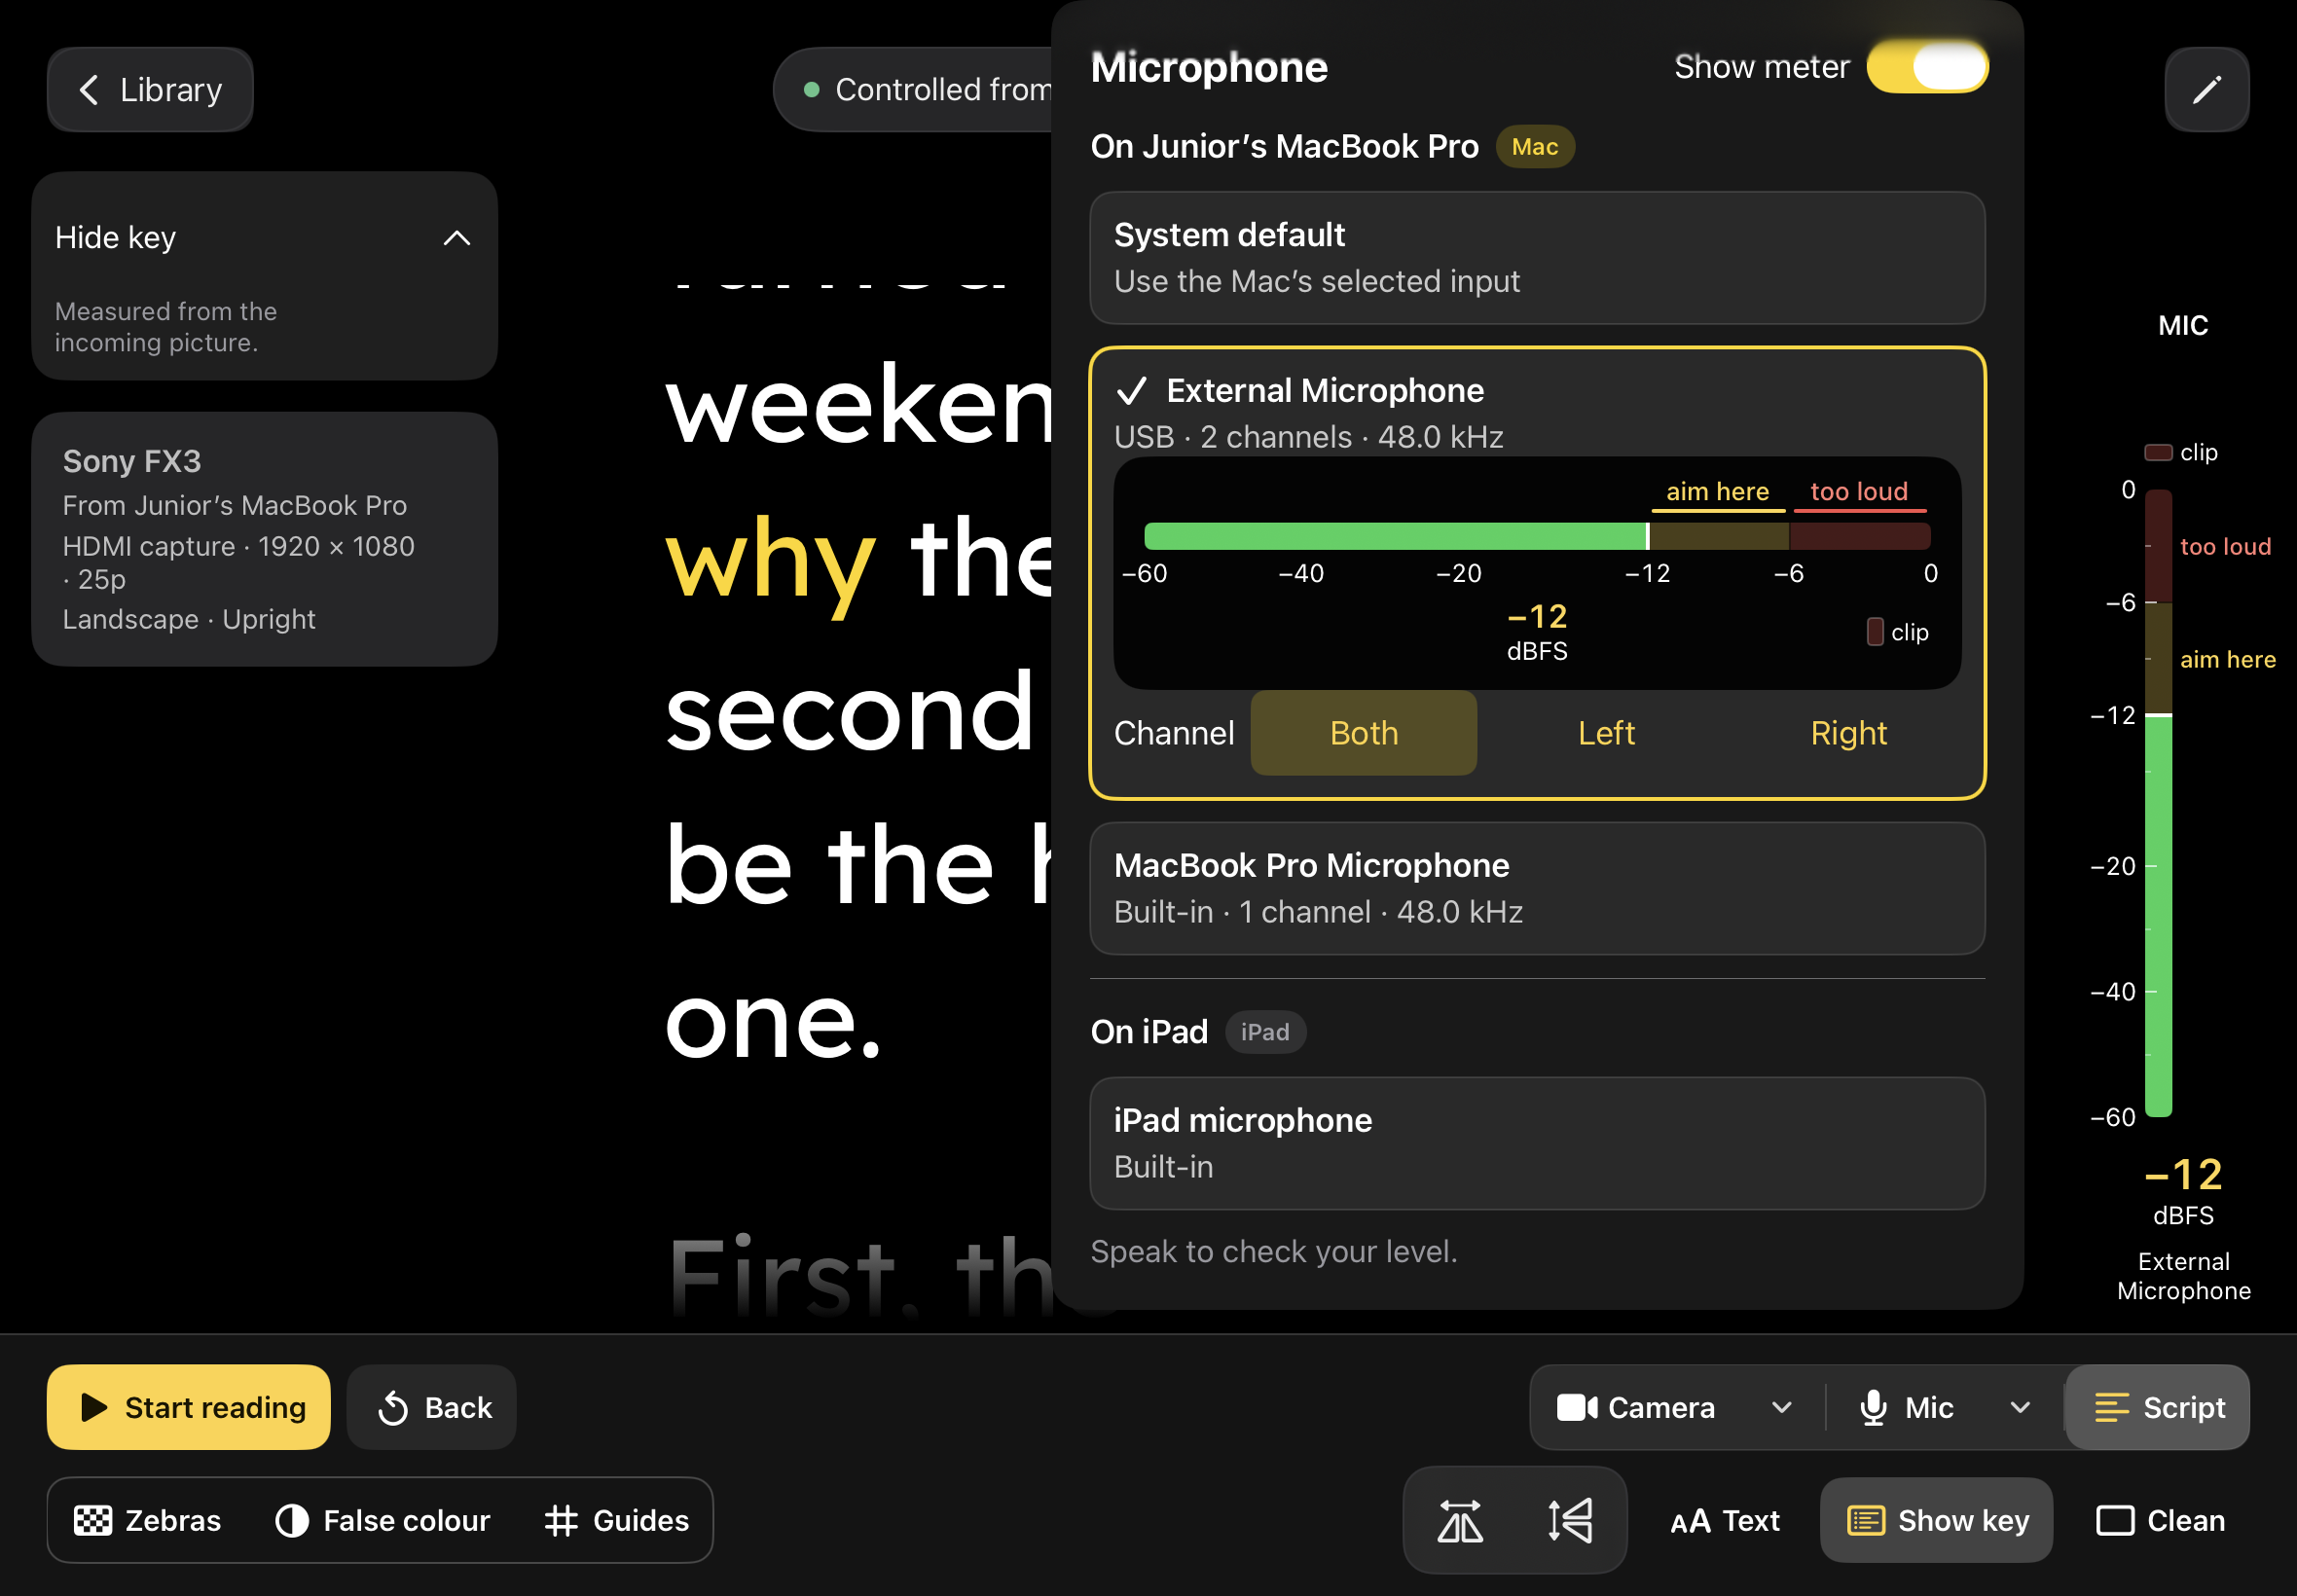 Library
Controlled from
Microphone
Show meter
On Junior’s MacBook Pro
Mac
Hide key
Measured from the
incoming picture.
System default
Use the Mac’s selected input
Sony FX3
From Junior’s MacBook Pro
HDMI capture · 1920 × 1080
· 25p
Landscape · Upright
weeken
why the
second
be the
one.
First, th
External Microphone
USB · 2 channels · 48.0 kHz
aim here
too loud
−60 −40 −20 −12 −6 0
−12
dBFS
clip
Channel
Both
Left
Right
MacBook Pro Microphone
Built-in · 1 channel · 48.0 kHz
On iPad
iPad
iPad microphone
Built-in
Speak to check your level.
MIC
clip
0
too loud
−6
aim here
−12
−20
−40
−60
−12
dBFS
External
Microphone
Start reading
Back
Camera
Mic
Script
Zebras
False colour
Guides
AA Text
Show key
Clean